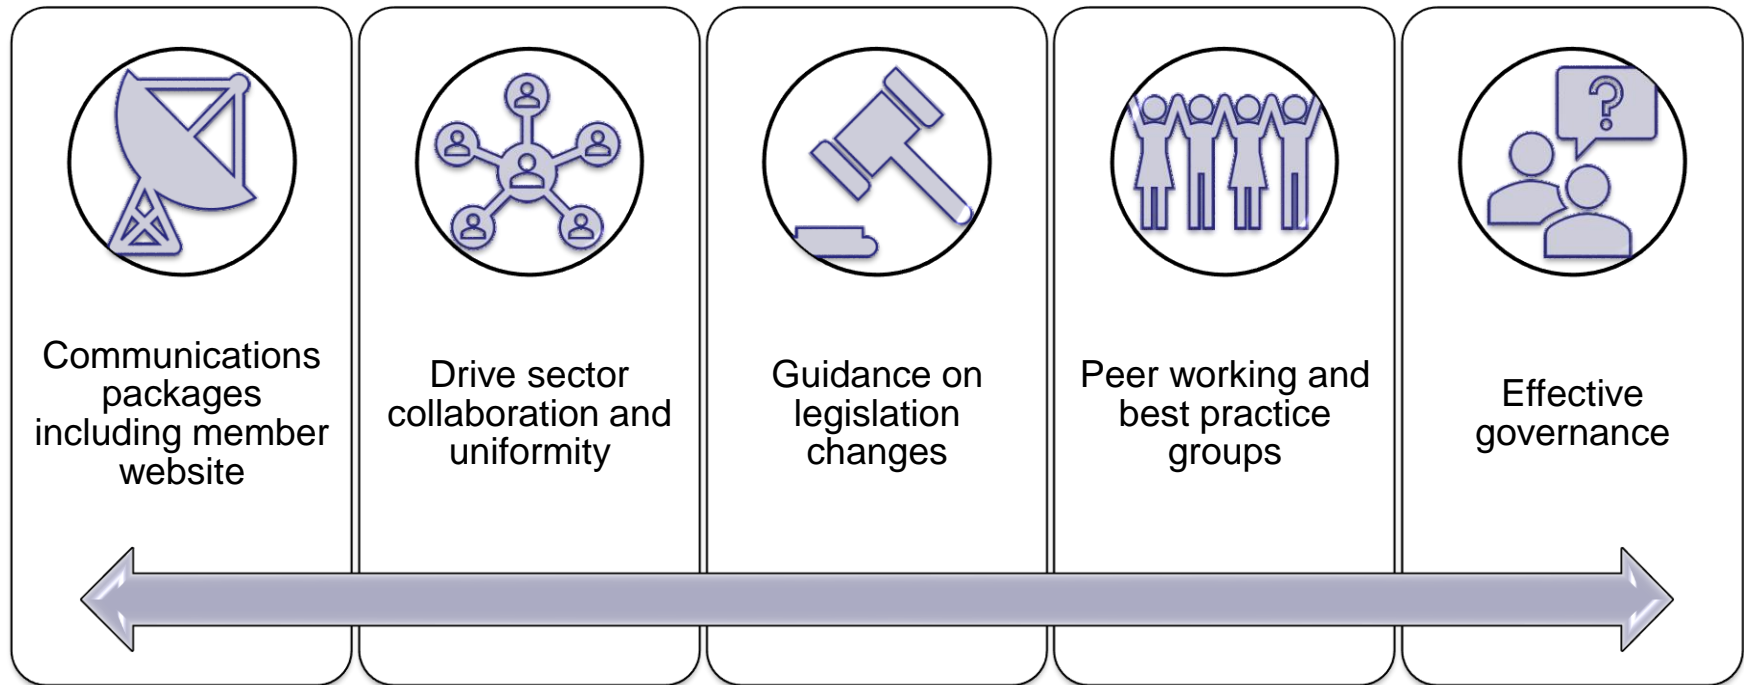 Communications
packages
including member
website
Drive sector
collaboration and
uniformity
Guidance on
legislation
changes
Peer working and
best practice
groups
Effective
governance
?